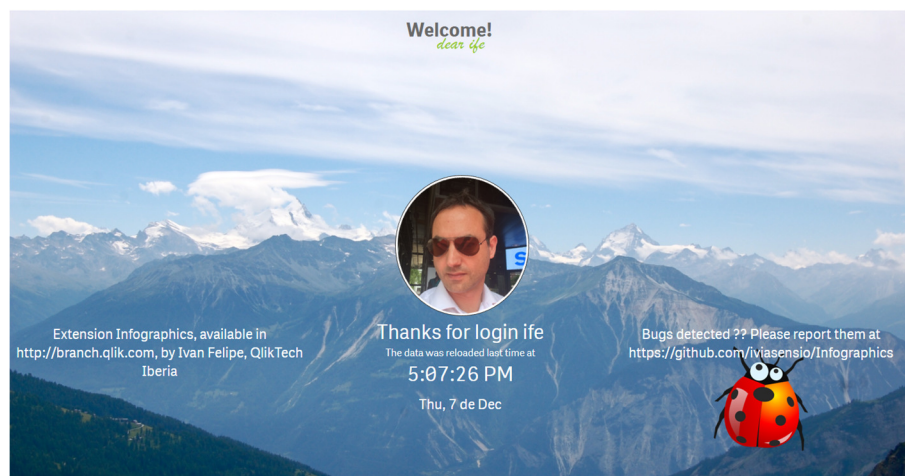 Welcome!
dear ife
S
Extension Infographics, available in
http://branch.qlik.com, by Ivan Felipe, QlikTech
Iberia
Thanks for login ife
The data was reloaded last time at
5:07:26 PM
Thu, 7 de Dec
Bugs detected ?? Please report them at
https://github.com/iviasensio/Infographics